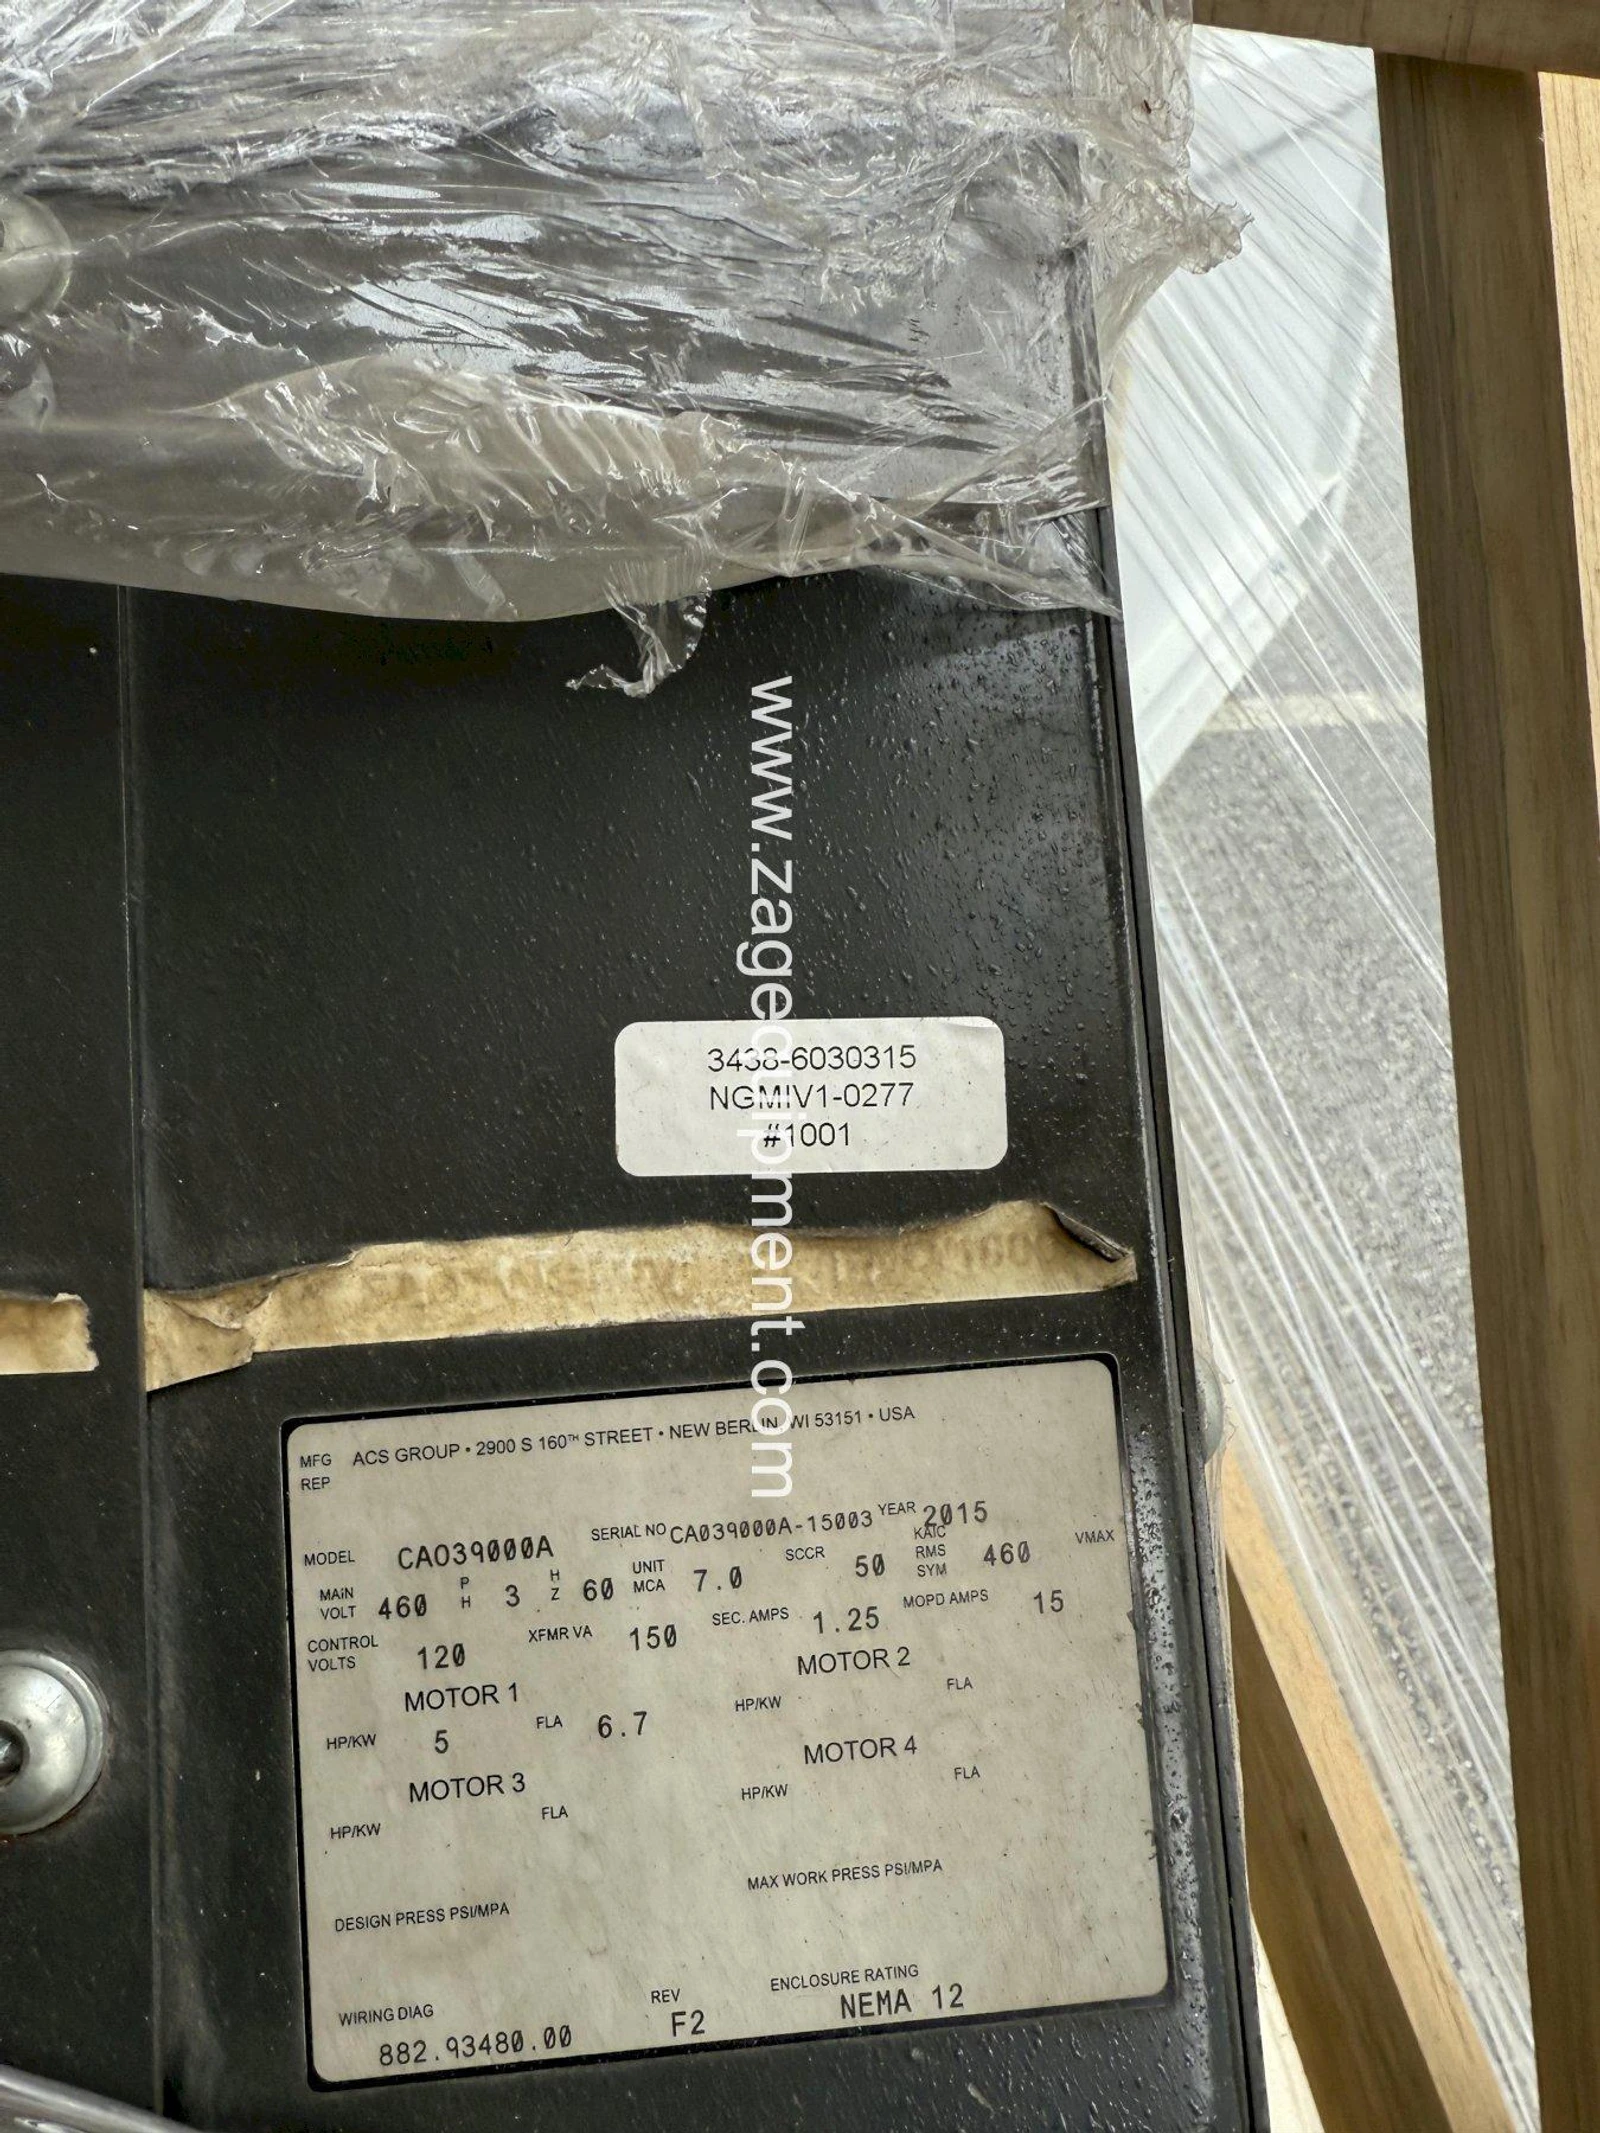 www.zagequipment.com
3438-6030315
NGMIV1-0277
#1001
MFG ACS GROUP • 2900 S 160TH STREET • NEW BERLIN, WI 53151 • USA
REP
MODEL CA039000A SERIAL NO CA039000A-15003 YEAR 2015
MAIN VOLT 460 PH 3 HZ 60 UNIT MCA 7.0 SCCR 50 KAIC RMS SYM 460 VMAX
CONTROL VOLTS 120 XFMR VA 150 SEC. AMPS 1.25 MOPD AMPS 15
MOTOR 1 MOTOR 2
HP/KW 5 FLA 6.7 HP/KW FLA
MOTOR 3 MOTOR 4
HP/KW FLA HP/KW FLA
DESIGN PRESS PSI/MPA MAX WORK PRESS PSI/MPA
WIRING DIAG REV ENCLOSURE RATING
882.93480.00 F2 NEMA 12